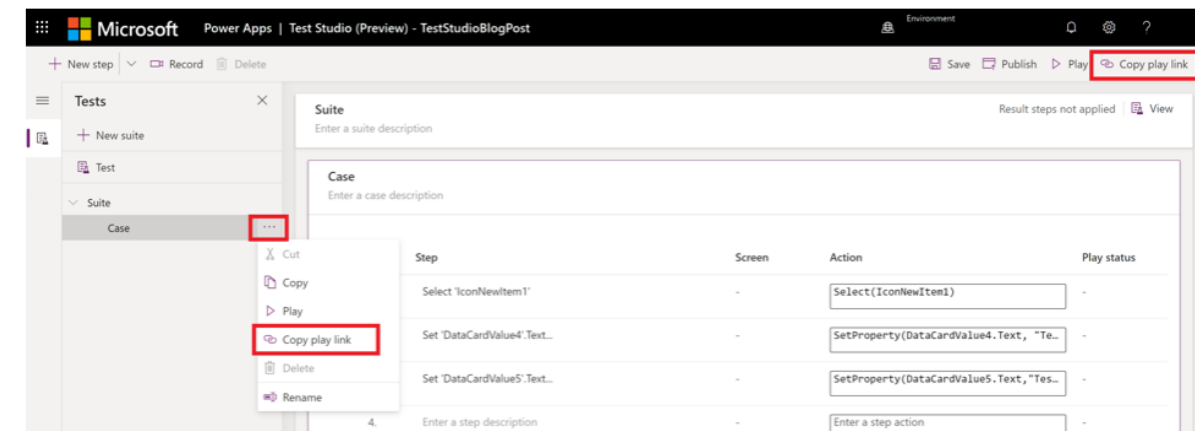 Microsoft Power Apps | Test Studio (Preview) - TestStudioBlogPost
Environment
?
New step Record Delete
Save Publish Play Copy play link
Tests
New suite
Test
Suite
Case
...
Cut
Copy
Play
Copy play link
Delete
Rename
Suite
Enter a suite description
Result steps not applied View
Case
Enter a case description
Step Screen Action Play status
Select 'IconNewItem1' - Select(IconNewItem1) -
Set 'DataCardValue4'.Text... - SetProperty(DataCardValue4.Text, "Te... -
Set 'DataCardValue5'.Text... - SetProperty(DataCardValue5.Text,"Tes... -
4. Enter a step description - Enter a step action -